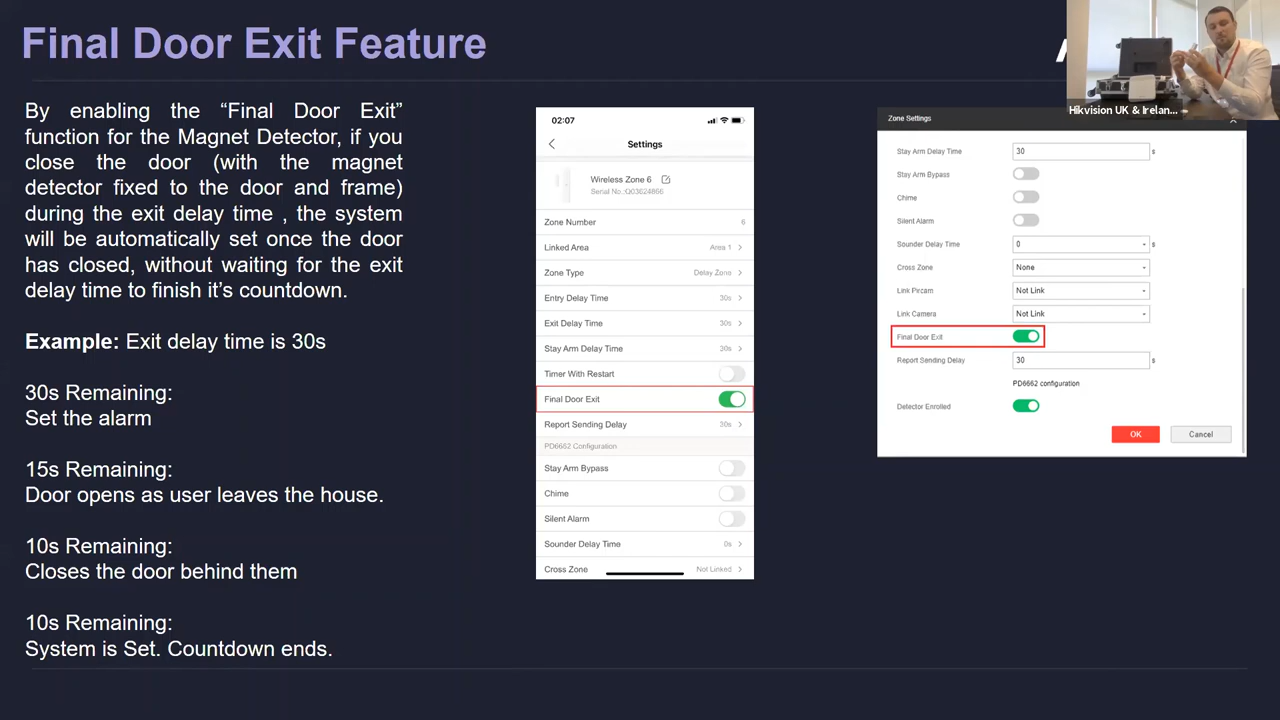 Final Door Exit Feature
By enabling the “Final Door Exit”
function for the Magnet Detector, if you
close the door (with the magnet
detector fixed to the door and frame)
during the exit delay time , the system
will be automatically set once the door
has closed, without waiting for the exit
delay time to finish it’s countdown.
Example: Exit delay time is 30s
30s Remaining:
Set the alarm
15s Remaining:
Door opens as user leaves the house.
10s Remaining:
Closes the door behind them
10s Remaining:
System is Set. Countdown ends.
02:07
Settings
Wireless Zone 6
Serial No.:Q03624866
Zone Number 6
Linked Area Area 1
Zone Type Delay Zone
Entry Delay Time 30s
Exit Delay Time 30s
Stay Arm Delay Time 30s
Timer With Restart
Final Door Exit
Report Sending Delay 30s
PD6662 Configuration
Stay Arm Bypass
Chime
Silent Alarm
Sounder Delay Time 0s
Cross Zone Not Linked
Hikvision UK & Irelan...
Zone Settings
Stay Arm Delay Time 30 s
Stay Arm Bypass
Chime
Silent Alarm
Sounder Delay Time 0 s
Cross Zone None
Link Pircam Not Link
Link Camera Not Link
Final Door Exit
Report Sending Delay 30 s
PD6662 configuration
Detector Enrolled
OK Cancel